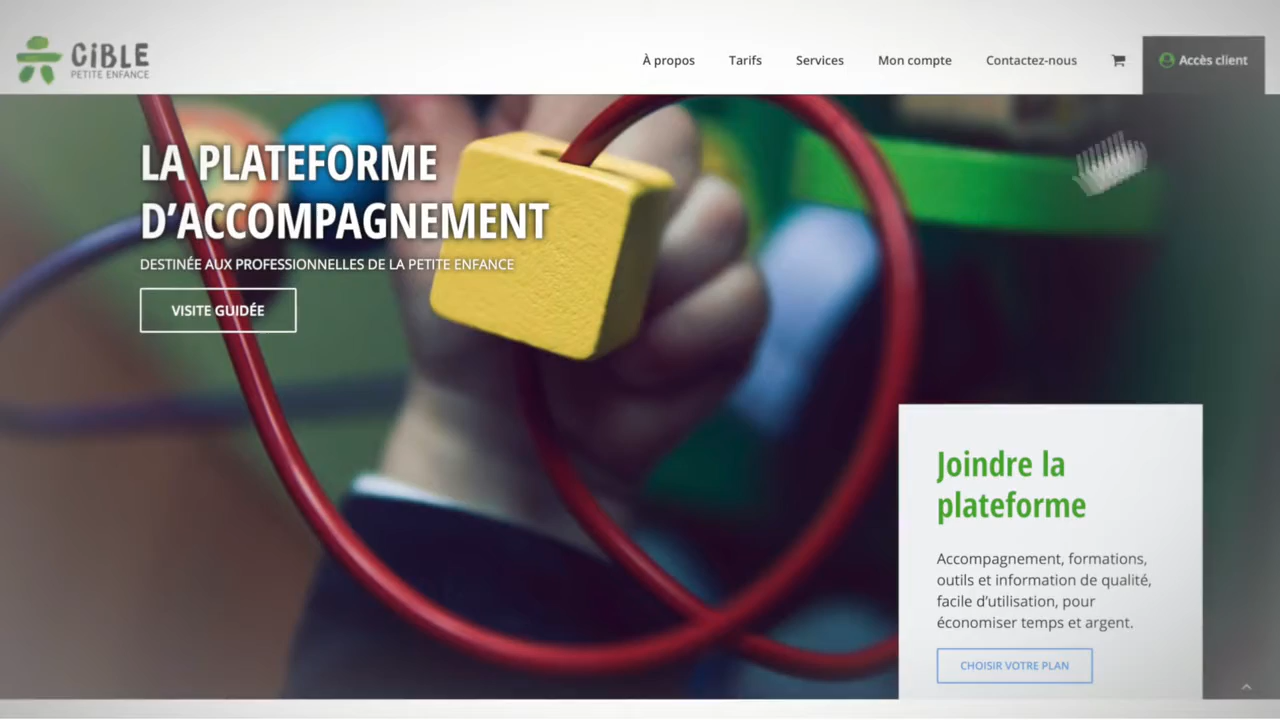 CiBLE
PETITE ENFANCE
À propos
Tarifs
Services
Mon compte
Contactez-nous
Accès client
LA PLATEFORME
D’ACCOMPAGNEMENT
DESTINÉE AUX PROFESSIONNELLES DE LA PETITE ENFANCE
VISITE GUIDÉE
Joindre la
plateforme
Accompagnement, formations,
outils et information de qualité,
facile d’utilisation, pour
économiser temps et argent.
CHOISIR VOTRE PLAN